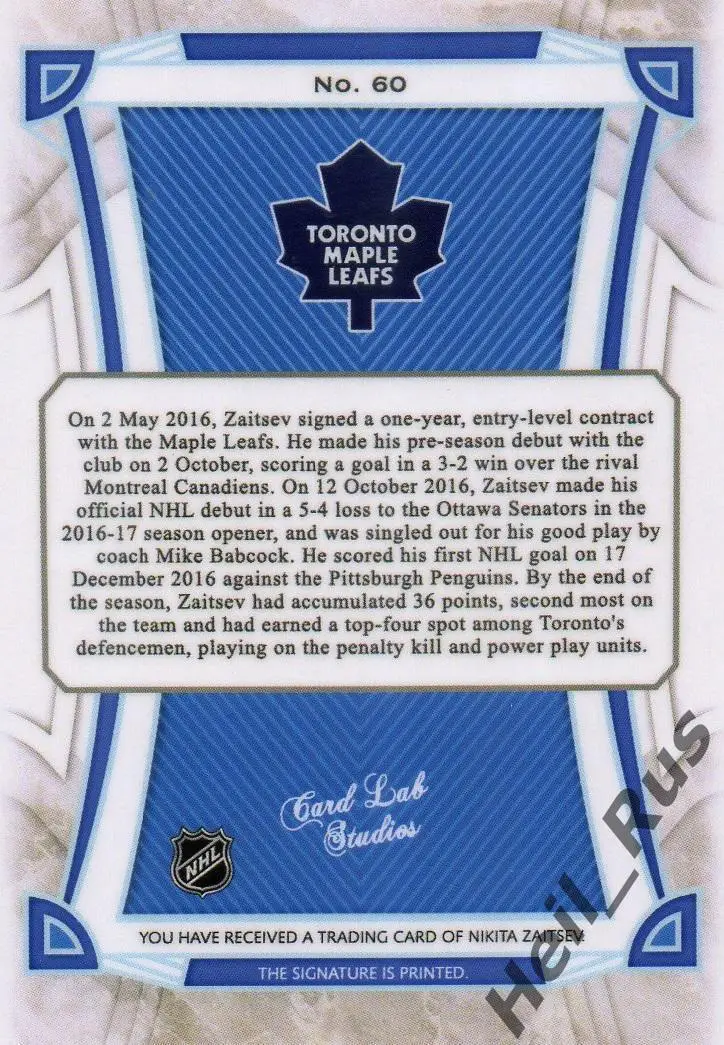 No. 60
TORONTO
MAPLE
LEAFS
On 2 May 2016, Zaitsev signed a one-year, entry-level contract
with the Maple Leafs. He made his pre-season debut with the
club on 2 October, scoring a goal in a 3-2 win over the rival
Montreal Canadiens. On 12 October 2016, Zaitsev made his
official NHL debut in a 5-4 loss to the Ottawa Senators in the
2016-17 season opener, and was singled out for his good play by
coach Mike Babcock. He scored his first NHL goal on 17
December 2016 against the Pittsburgh Penguins. By the end of
the season, Zaitsev had accumulated 36 points, second most on
the team and had earned a top-four spot among Toronto's
defencemen, playing on the penalty kill and power play units.
Card Lab
Studios
NHL
YOU HAVE RECEIVED A TRADING CARD OF NIKITA ZAITSEV.
THE SIGNATURE IS PRINTED.
Heil_Rus